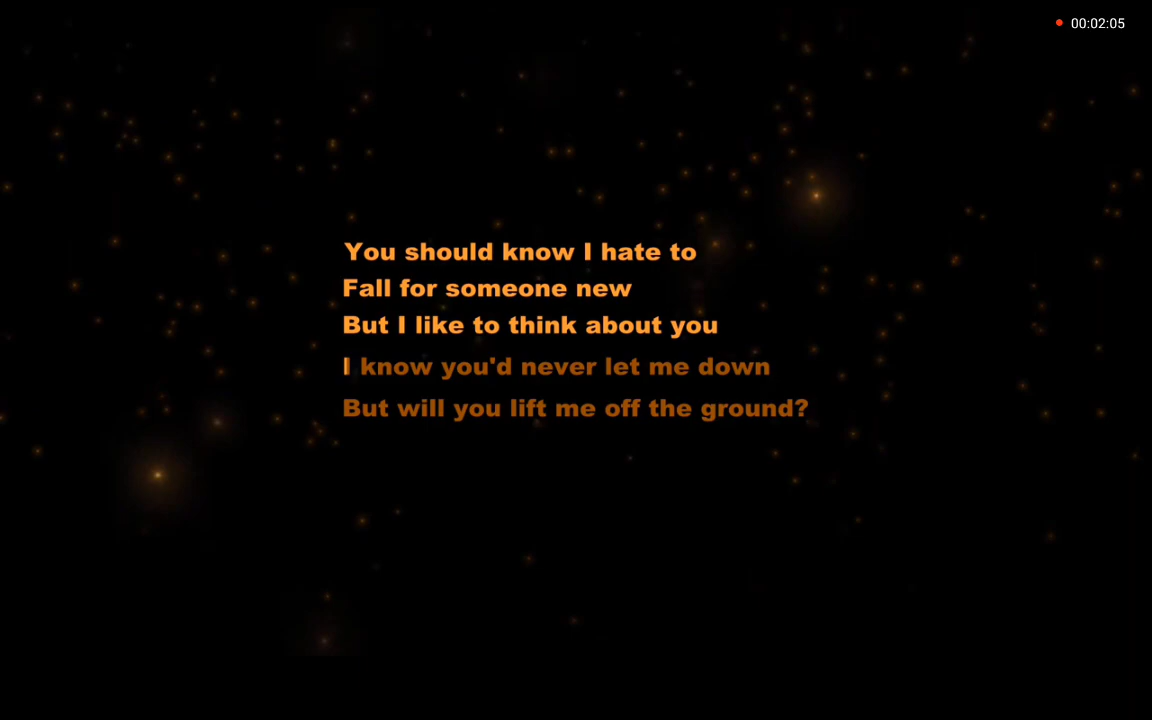 00:02:05
You should know I hate to
Fall for someone new
But I like to think about you
I know you'd never let me down
But will you lift me off the ground?